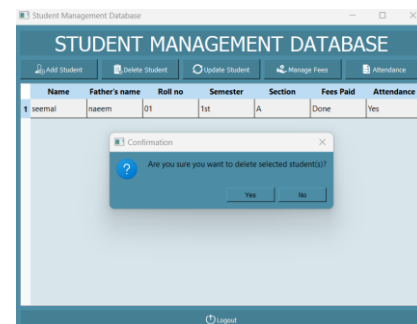 Student Management Database
STUDENT MANAGEMENT DATABASE
Add Student Delete Student Update Student Manage Fees Attendance
Name Father's name Roll no Semester Section Fees Paid Attendance
1 seemal naeem 01 1st A Done Yes
Confirmation
Are you sure you want to delete selected student(s)?
Yes No
Logout